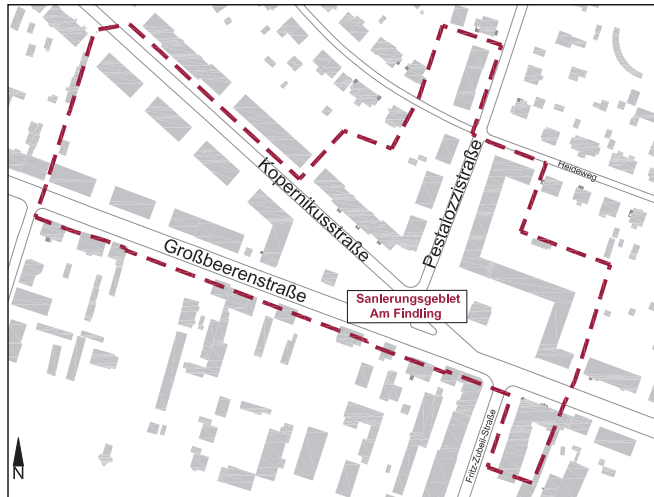 Kopernikusstraße
Pestalozzistraße
Heideweg
Großbeerenstraße
Sanierungsgebiet
Am Findling
Fritz-Zubeil-Straße
N